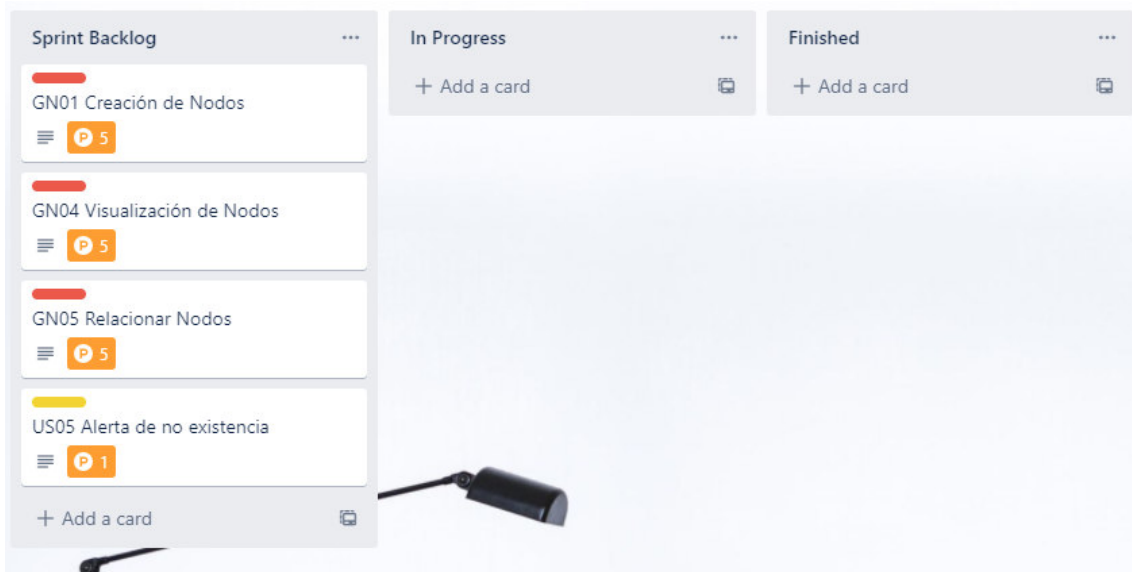 Sprint Backlog
GN01 Creación de Nodos
P 5
GN04 Visualización de Nodos
P 5
GN05 Relacionar Nodos
P 5
US05 Alerta de no existencia
P 1
+ Add a card
In Progress
+ Add a card
Finished
+ Add a card